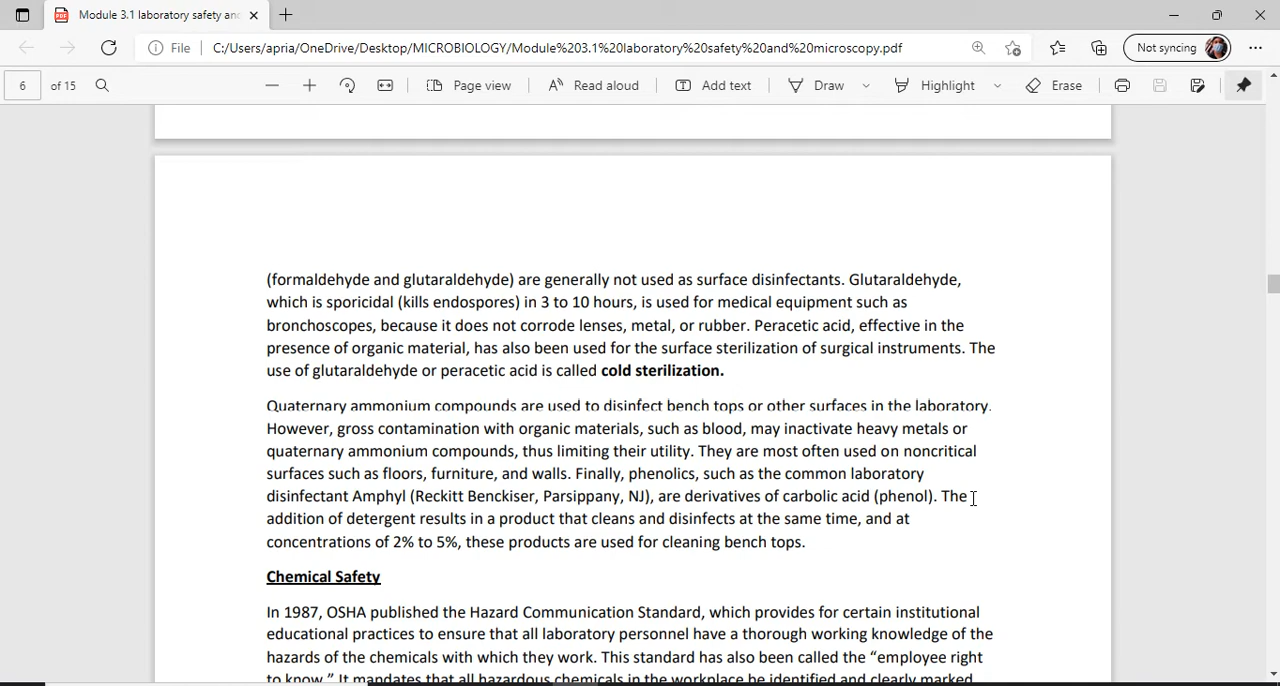 Module 3.1 laboratory safety and
File
C:/Users/apria/OneDrive/Desktop/MICROBIOLOGY/Module%203.1%20laboratory%20safety%20and%20microscopy.pdf
Not syncing
6 of 15
Page view
Read aloud
Add text
Draw
Highlight
Erase
(formaldehyde and glutaraldehyde) are generally not used as surface disinfectants. Glutaraldehyde,
which is sporicidal (kills endospores) in 3 to 10 hours, is used for medical equipment such as
bronchoscopes, because it does not corrode lenses, metal, or rubber. Peracetic acid, effective in the
presence of organic material, has also been used for the surface sterilization of surgical instruments. The
use of glutaraldehyde or peracetic acid is called cold sterilization.
Quaternary ammonium compounds are used to disinfect bench tops or other surfaces in the laboratory.
However, gross contamination with organic materials, such as blood, may inactivate heavy metals or
quaternary ammonium compounds, thus limiting their utility. They are most often used on noncritical
surfaces such as floors, furniture, and walls. Finally, phenolics, such as the common laboratory
disinfectant Amphyl (Reckitt Benckiser, Parsippany, NJ), are derivatives of carbolic acid (phenol). The
addition of detergent results in a product that cleans and disinfects at the same time, and at
concentrations of 2% to 5%, these products are used for cleaning bench tops.
Chemical Safety
In 1987, OSHA published the Hazard Communication Standard, which provides for certain institutional
educational practices to ensure that all laboratory personnel have a thorough working knowledge of the
hazards of the chemicals with which they work. This standard has also been called the “employee right
to know.” It mandates that all hazardous chemicals in the workplace be identified and clearly marked